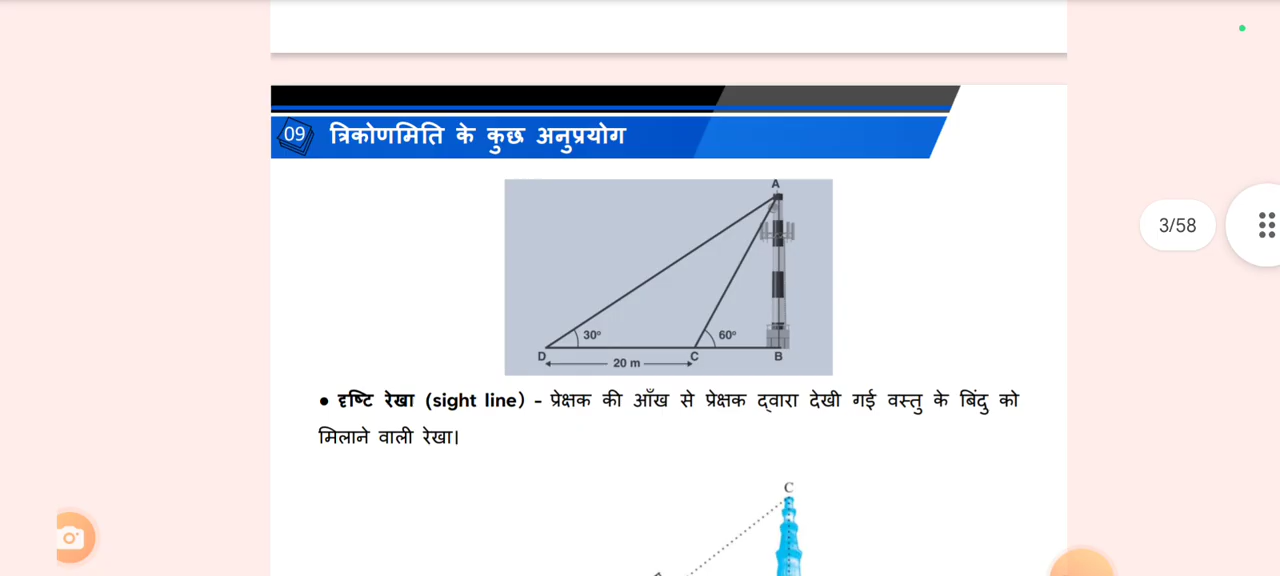 09 त्रिकोणमिति के कुछ अनुप्रयोग
A
3/58
30°
60°
D
C
B
20 m
• दृष्टि रेखा (sight line) - प्रेक्षक की आँख से प्रेक्षक द्वारा देखी गई वस्तु के बिंदु को
मिलाने वाली रेखा।
C